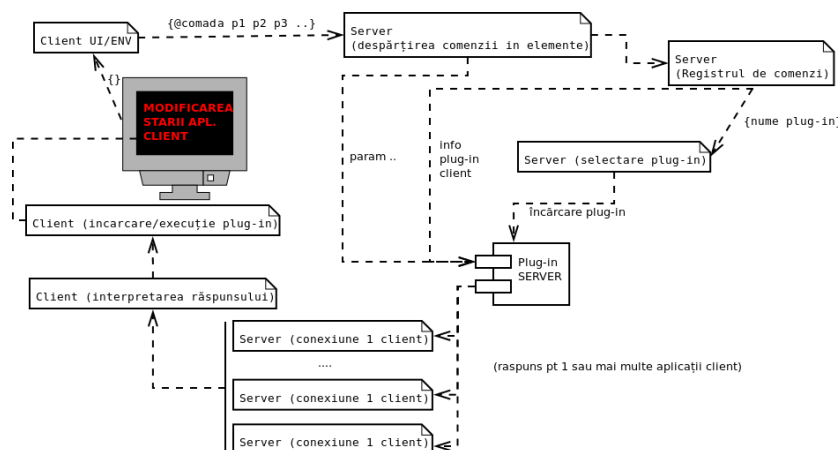 {@comada p1 p2 p3 ..}
Client UI/ENV
Server
(despărțirea comenzii in elemente)
Server
(Registrul de comenzi)
{}
MODIFICAREA
STARII APL.
CLIENT
{nume plug-in}
param ..
info
plug-in
client
Server (selectare plug-in)
Client (incarcare/execuție plug-in)
încărcare plug-in
Plug-in
SERVER
Client (interpretarea răspunsului)
Server (conexiune 1 client)
....
(raspuns pt 1 sau mai multe aplicații client)
Server (conexiune 1 client)
Server (conexiune 1 client)